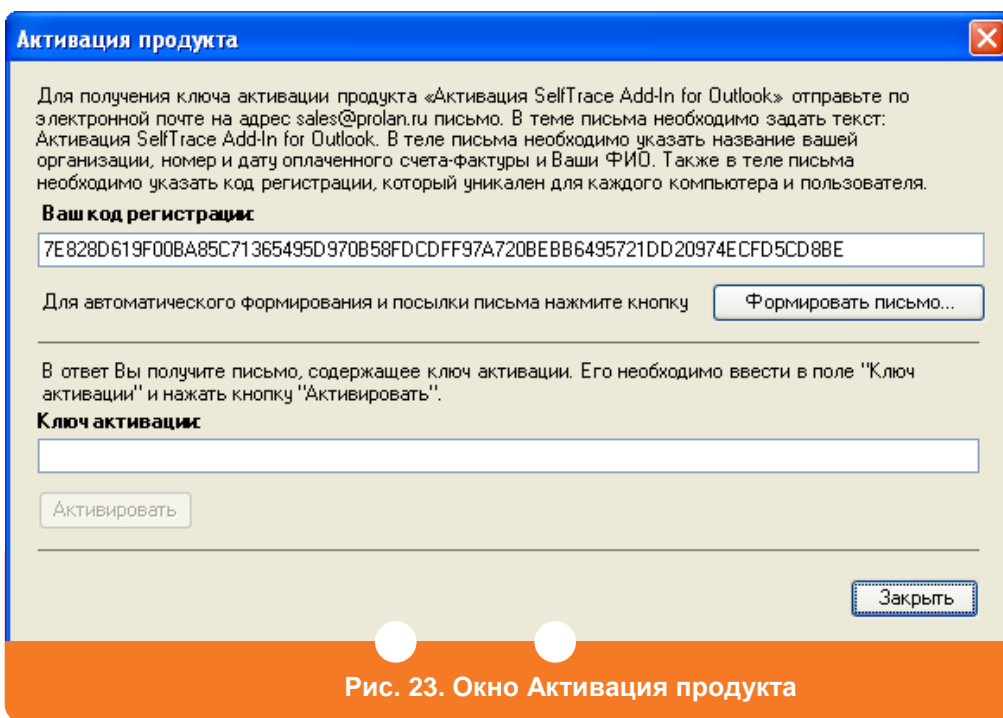 Активация продукта
Для получения ключа активации продукта «Активация SelfTrace Add-In for Outlook» отправьте по
электронной почте на адрес sales@prolan.ru письмо. В теме письма необходимо задать текст:
Активация SelfTrace Add-In for Outlook. В теле письма необходимо указать название вашей
организации, номер и дату оплаченного счета-фактуры и Ваши ФИО. Также в теле письма
необходимо указать код регистрации, который уникален для каждого компьютера и пользователя.
Ваш код регистрации:
7E828D619F00BA85C71365495D970B58FDCDFF97A720BEBB6495721DD20974ECFD5CD8BE
Для автоматического формирования и посылки письма нажмите кнопку
Формировать письмо...
В ответ Вы получите письмо, содержащее ключ активации. Его необходимо ввести в поле "Ключ
активации" и нажать кнопку "Активировать".
Ключ активации:
Активировать
Закрыть
Рис. 23. Окно Активация продукта